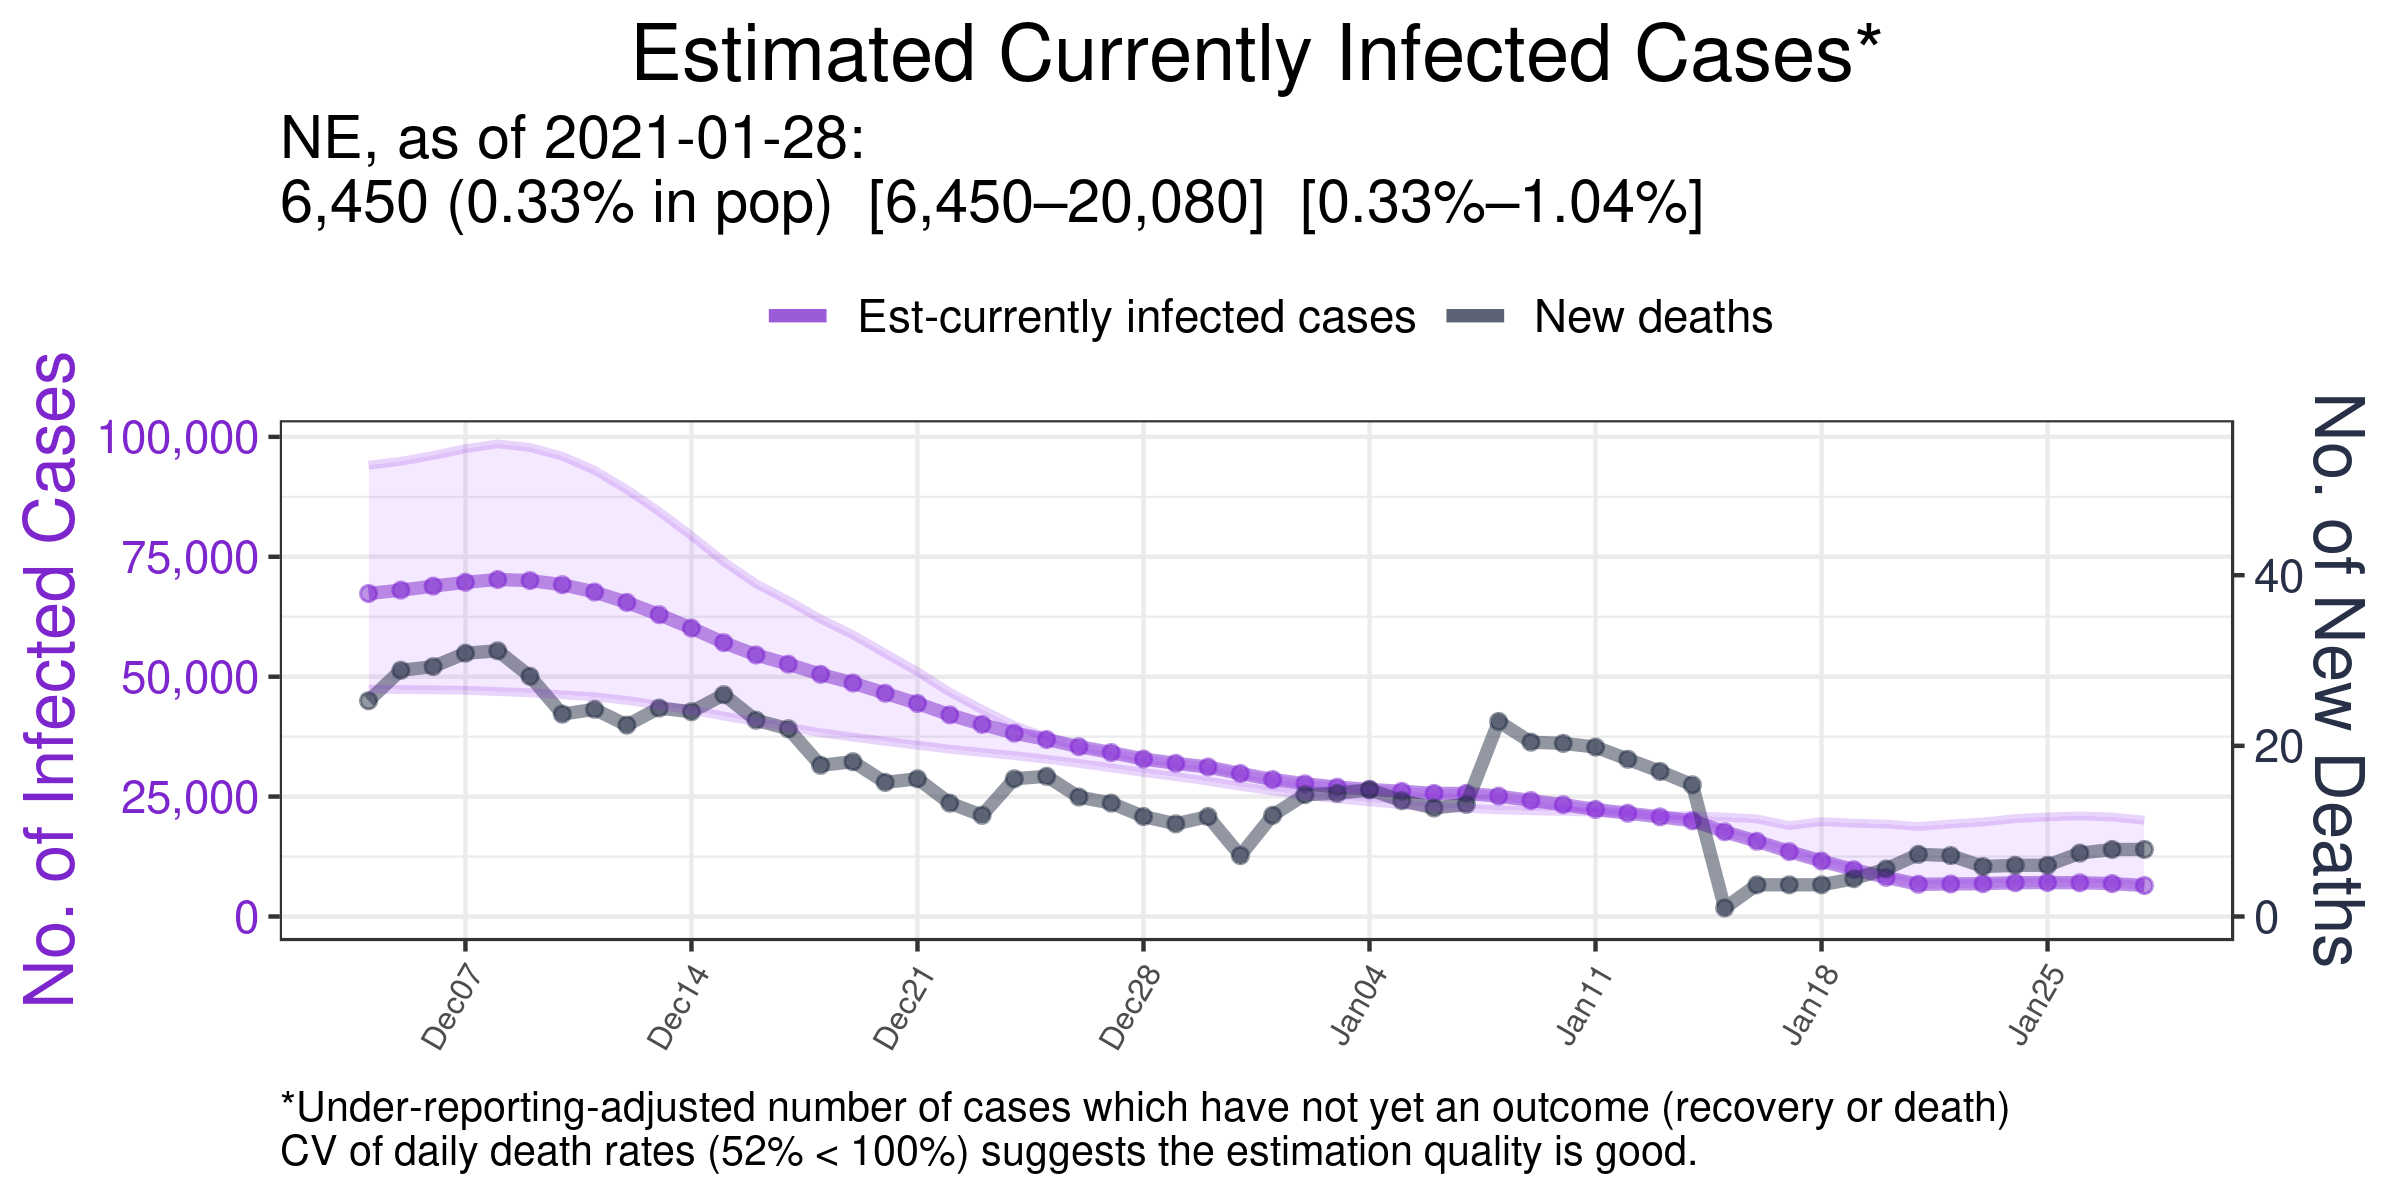 Estimated Currently Infected Cases*
NE, as of 2021-01-28:
6,450 (0.33% in pop)  [6,450–20,080]  [0.33%–1.04%]
Est-currently infected cases
New deaths
No. of Infected Cases
100,000
75,000
50,000
25,000
0
No. of New Deaths
40
20
0
Dec07
Dec14
Dec21
Dec28
Jan04
Jan11
Jan18
Jan25
*Under-reporting-adjusted number of cases which have not yet an outcome (recovery or death)
CV of daily death rates (52% < 100%) suggests the estimation quality is good.